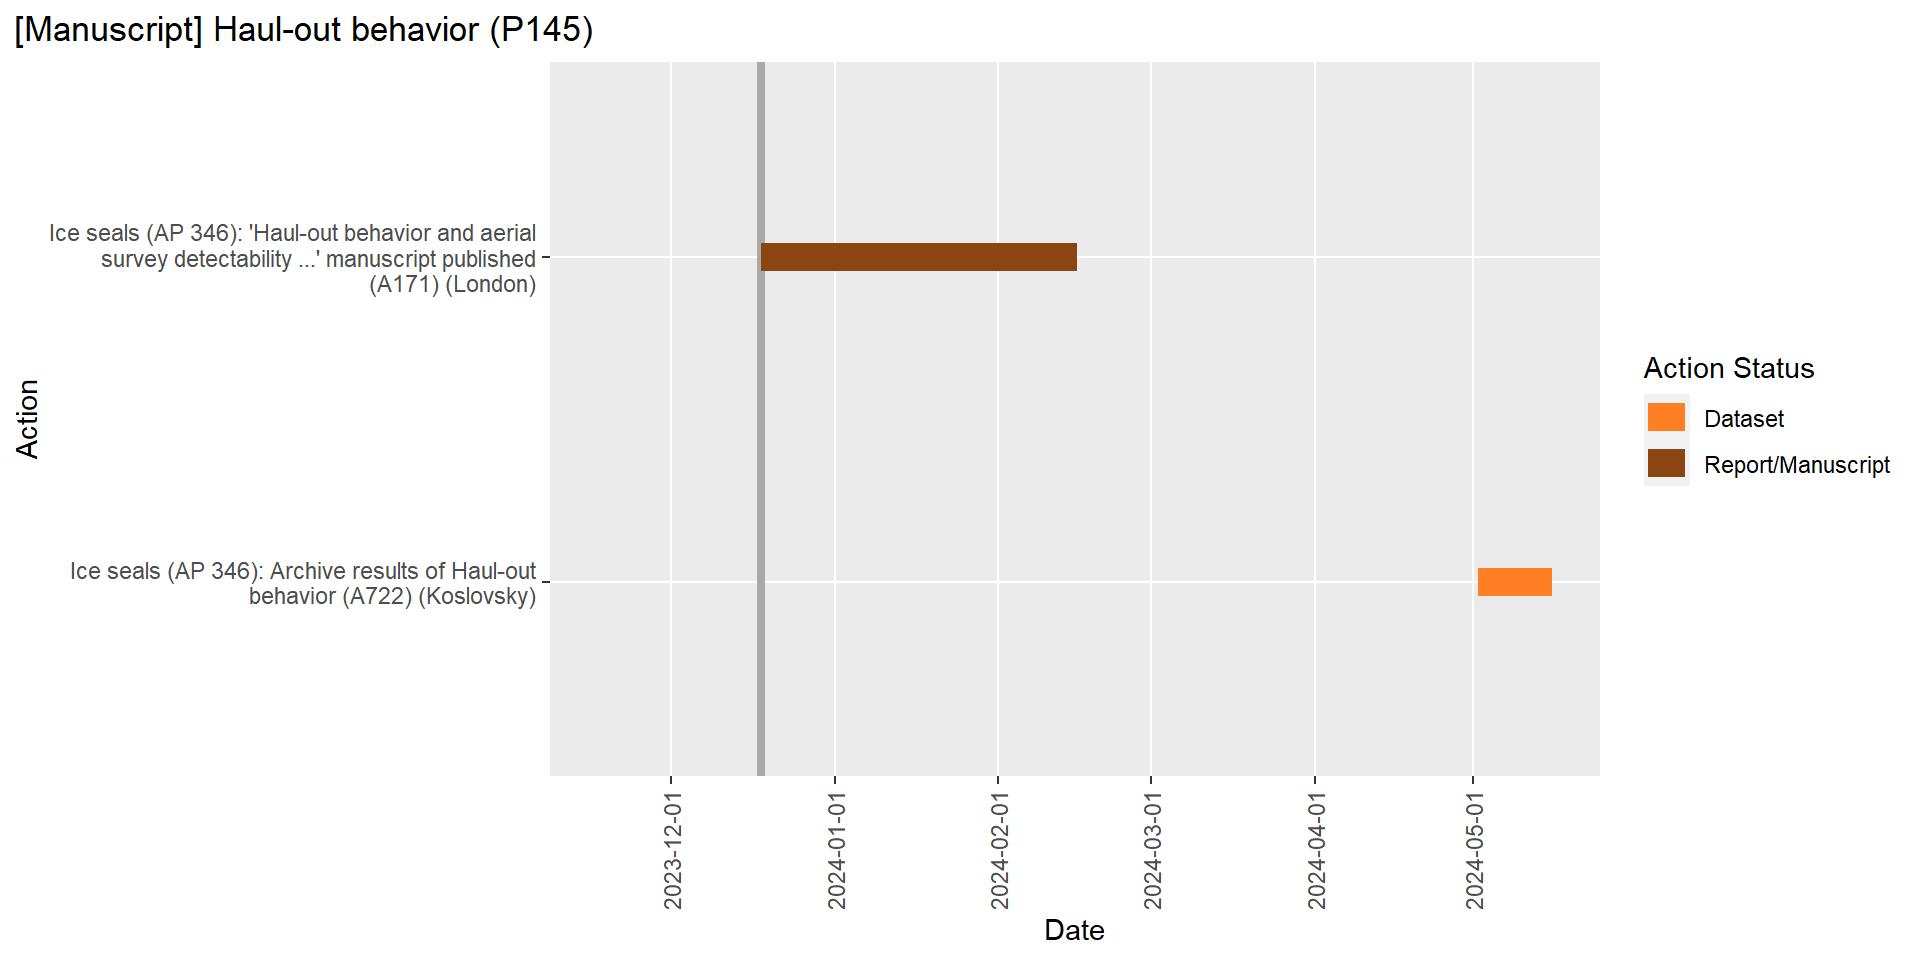 [Manuscript] Haul-out behavior (P145)
Ice seals (AP 346): 'Haul-out behavior and aerial
survey detectability ...' manuscript published
(A171) (London)
Action
Ice seals (AP 346): Archive results of Haul-out
behavior (A722) (Koslovsky)
2023-12-01
2024-01-01
2024-02-01
2024-03-01
2024-04-01
2024-05-01
Date
Action Status
Dataset
Report/Manuscript